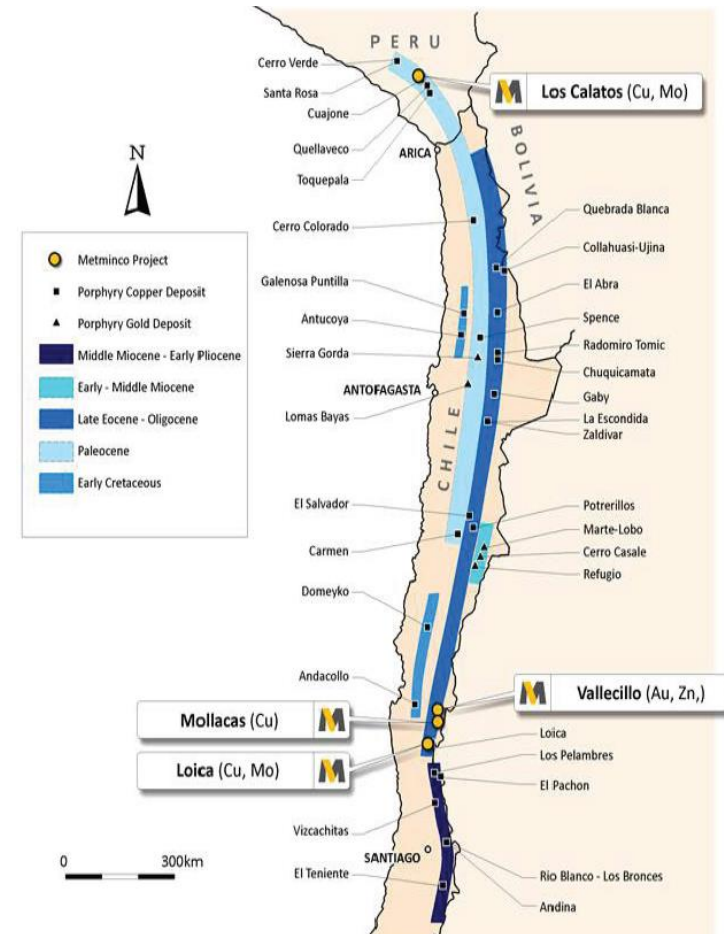 PERU
Cerro Verde
Santa Rosa
Cuajone
Quellaveco
Toquepala
ARICA
Los Calatos (Cu, Mo)
BOLIVIA
N
Metminco Project
Porphyry Copper Deposit
Porphyry Gold Deposit
Middle Miocene - Early Pliocene
Early - Middle Miocene
Late Eocene - Oligocene
Paleocene
Early Cretaceous
Cerro Colorado
Galenosa Puntilla
Antucoya
Sierra Gorda
ANTOFAGASTA
Lomas Bayas
CHILE
El Salvador
Carmen
Domeyko
Andacollo
Quebrada Blanca
Collahuasi-Ujina
El Abra
Spence
Radomiro Tomic
Chuquicamata
Gaby
La Escondida
Zaldivar
Potrerillos
Marte-Lobo
Cerro Casale
Refugio
Mollacas (Cu)
Vallecillo (Au, Zn,)
Loica (Cu, Mo)
Loica
Los Pelambres
El Pachon
Vizcachitas
SANTIAGO
El Teniente
Rio Blanco - Los Bronces
Andina
0 300km